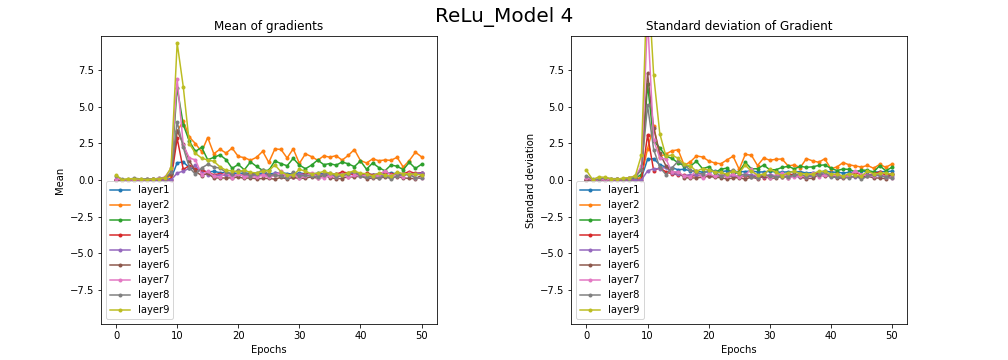 ReLu_Model 4
Mean of gradients
Mean
7.5
5.0
2.5
0.0
−2.5
−5.0
−7.5
layer1
layer2
layer3
layer4
layer5
layer6
layer7
layer8
layer9
0 10 20 30 40 50
Epochs
Standard deviation of Gradient
Standard deviation
7.5
5.0
2.5
0.0
−2.5
−5.0
−7.5
layer1
layer2
layer3
layer4
layer5
layer6
layer7
layer8
layer9
0 10 20 30 40 50
Epochs